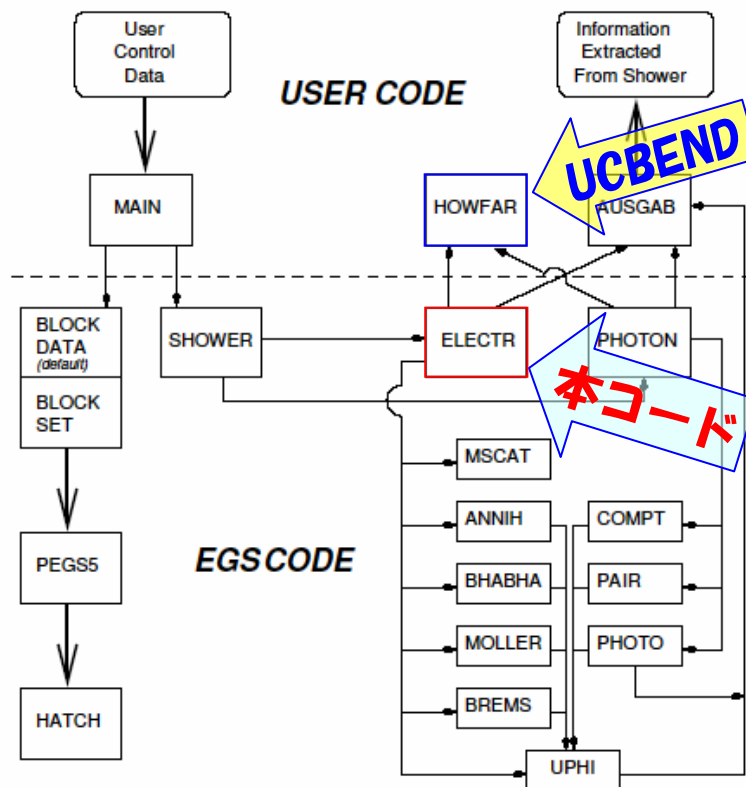 User
Control
Data
Information
Extracted
From Shower
USER CODE
UCBEND
MAIN
HOWFAR
AUSGAB
BLOCK
DATA
(default)
SHOWER
ELECTR
PHOTON
BLOCK
SET
本コード
MSCAT
ANNIH
COMPT
PEGS5
EGS CODE
BHABHA
PAIR
MOLLER
PHOTO
HATCH
BREMS
UPHI